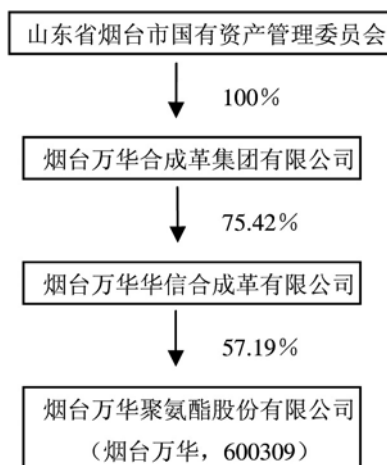 山东省烟台市国有资产管理委员会
100%
烟台万华合成革集团有限公司
75.42%
烟台万华华信合成革有限公司
57.19%
烟台万华聚氨酯股份有限公司
（烟台万华，600309）